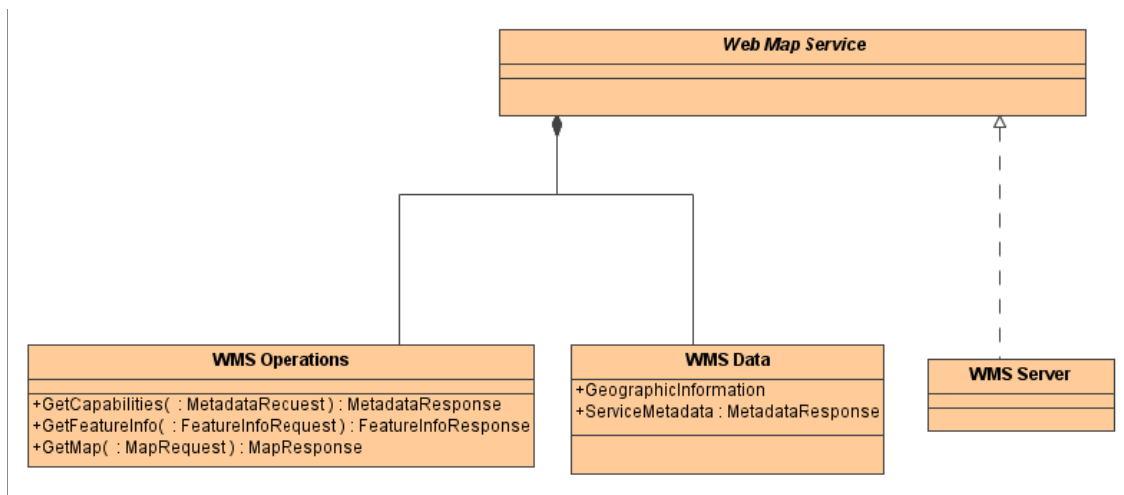 Web Map Service
WMS Operations
+GetCapabilities( : MetadataRecuest) : MetadataResponse
+GetFeatureInfo( : FeatureInfoRequest) : FeatureInfoResponse
+GetMap( : MapRequest) : MapResponse
WMS Data
+GeographicInformation
+ServiceMetadata : MetadataResponse
WMS Server